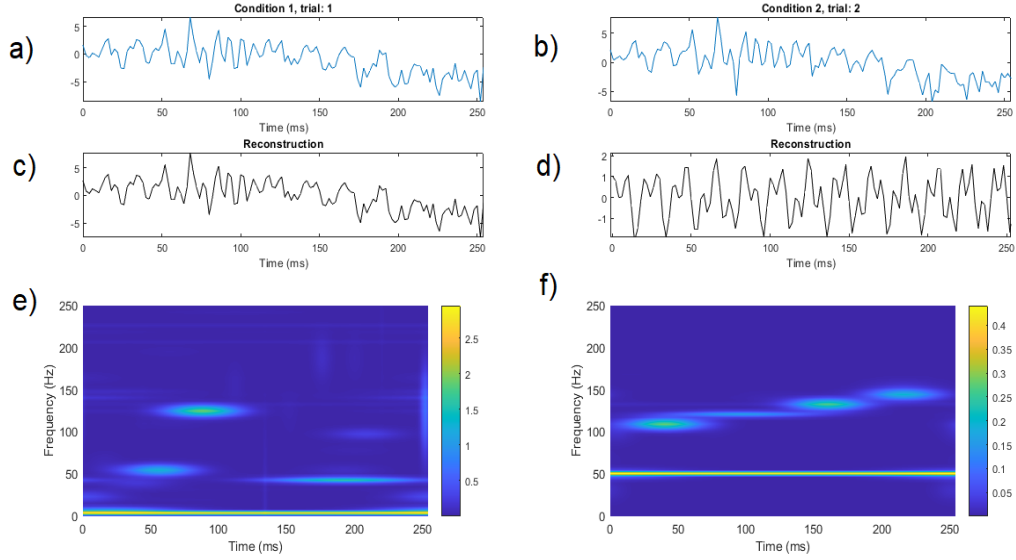 Condition 1, trial: 1
a)
5
0
-5
0 50 100 150 200 250
Time (ms)
Condition 2, trial: 2
b)
5
0
-5
0 50 100 150 200 250
Time (ms)
Reconstruction
c)
5
0
-5
0 50 100 150 200 250
Time (ms)
Reconstruction
d)
2
1
0
-1
0 50 100 150 200 250
Time (ms)
e)
Frequency (Hz)
250
200
150
100
50
0
0 50 100 150 200 250
Time (ms)
2.5
2
1.5
1
0.5
f)
Frequency (Hz)
250
200
150
100
50
0
0 50 100 150 200 250
Time (ms)
0.4
0.35
0.3
0.25
0.2
0.15
0.1
0.05